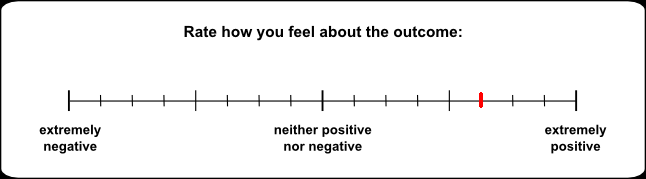 Rate how you feel about the outcome:
extremely
negative
neither positive
nor negative
extremely
positive